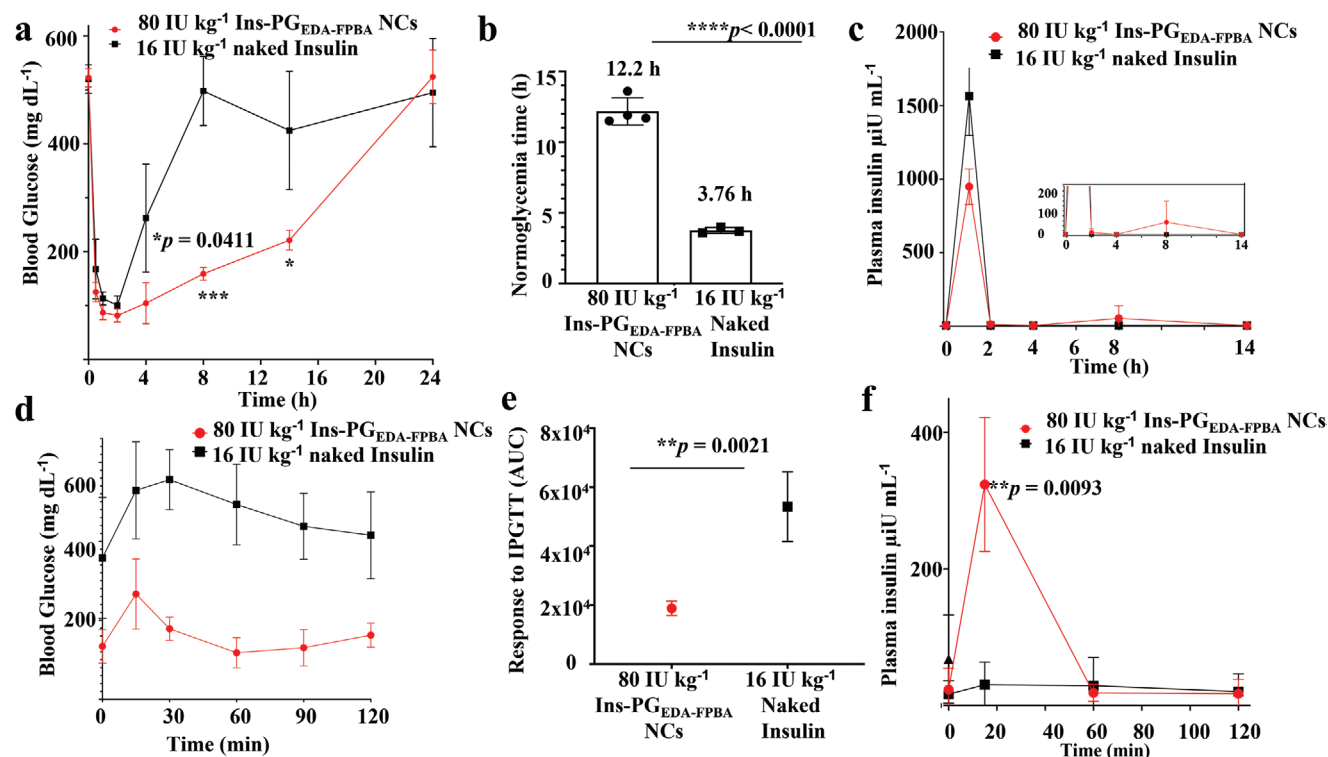 a
80 IU kg-1 Ins-PGEDA-FPBA NCs
16 IU kg-1 naked Insulin
Blood Glucose (mg dL-1)
600
400
200
0
*p = 0.0411
***
*
0 4 8 12 16 20 24
Time (h)
b
****p< 0.0001
Normoglycemia time (h)
15
10
5
0
12.2 h
3.76 h
80 IU kg-1
Ins-PGEDA-FPBA
NCs
16 IU kg-1
Naked
Insulin
c
80 IU kg-1 Ins-PGEDA-FPBA NCs
16 IU kg-1 naked Insulin
Plasma insulin µiU mL-1
2000
1500
1000
500
0
200
100
0
0 2 4 6 8 14
0 2 4 6 8 14
Time (h)
d
80 IU kg-1 Ins-PGEDA-FPBA NCs
16 IU kg-1 naked Insulin
Blood Glucose (mg dL-1)
600
400
200
0 30 60 90 120
Time (min)
e
Response to IPGTT (AUC)
8x104
6x104
4x104
2x104
0
**p = 0.0021
80 IU kg-1
Ins-PGEDA-FPBA
NCs
16 IU kg-1
Naked
Insulin
f
80 IU kg-1 Ins-PGEDA-FPBA NCs
16 IU kg-1 naked Insulin
Plasma insulin µiU mL-1
400
200
**p = 0.0093
0 20 40 60 80 100 120
Time (min)